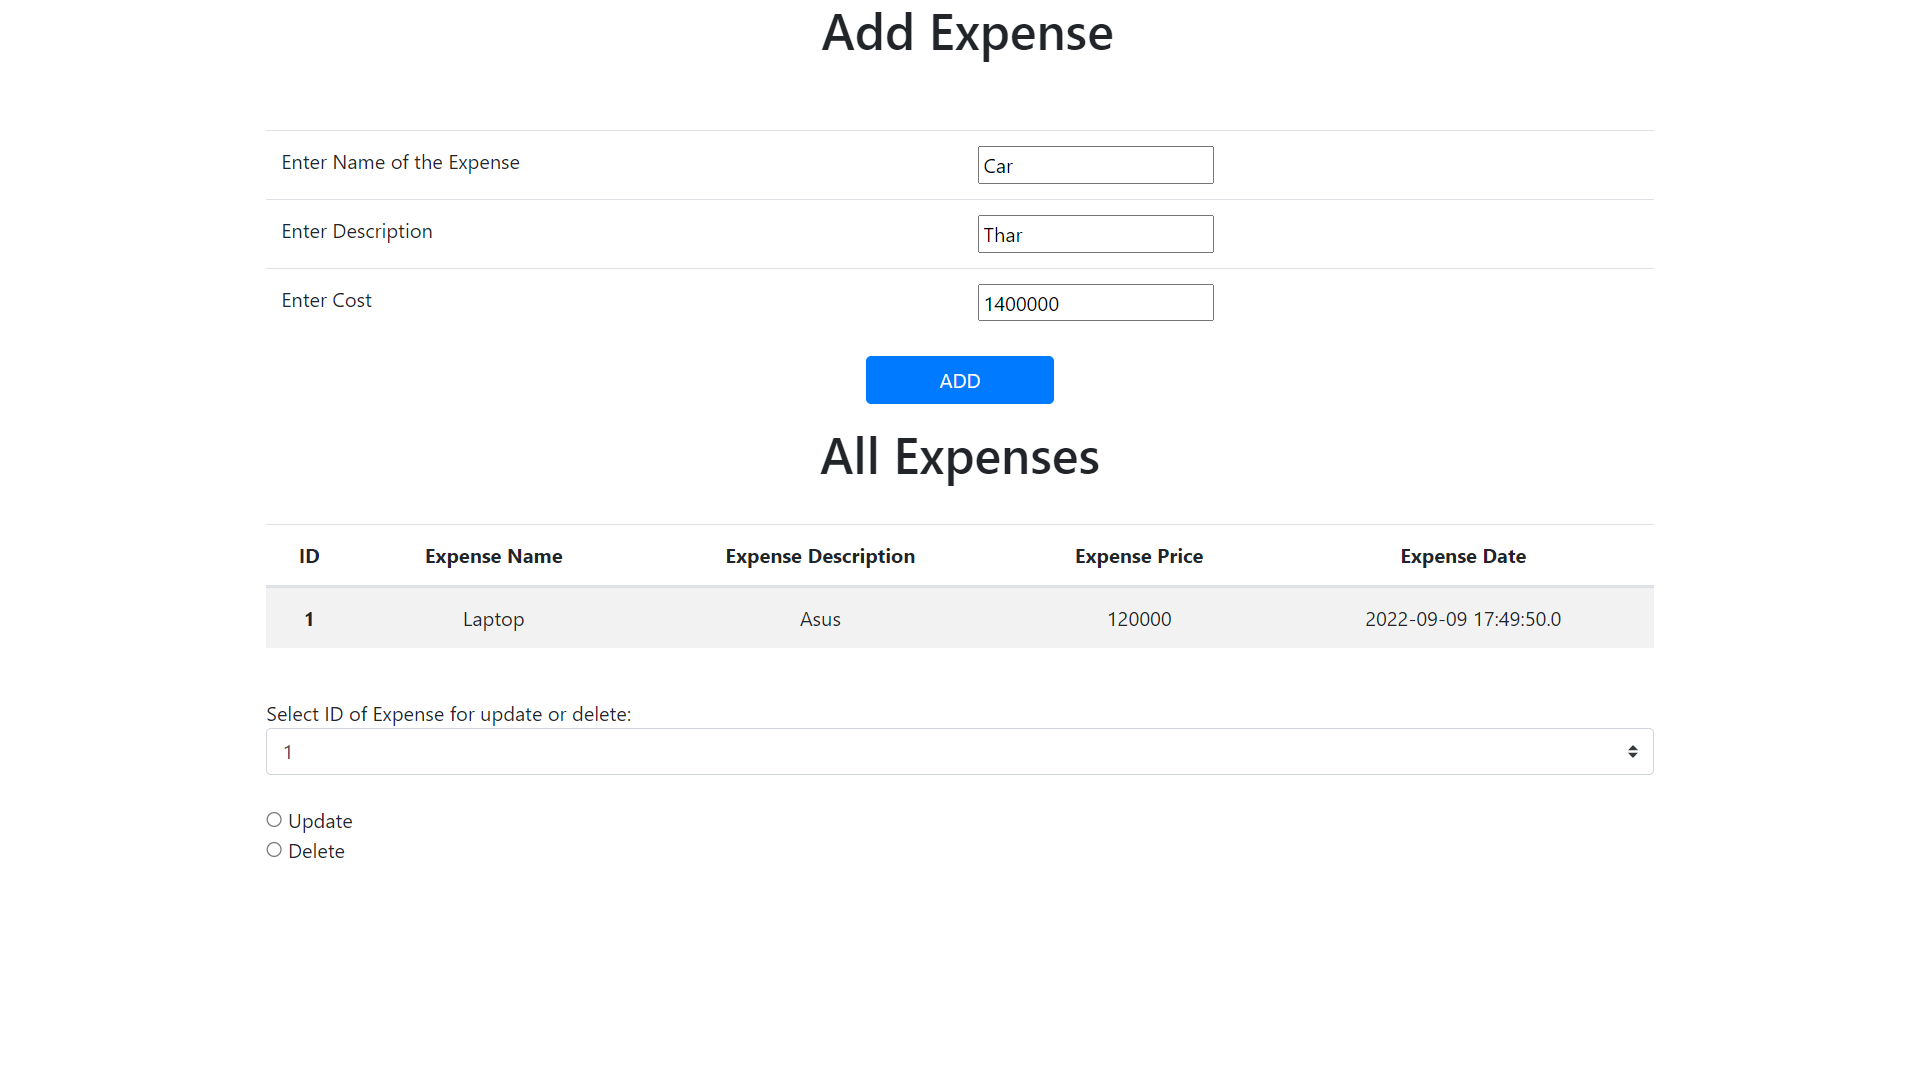 Add Expense
Enter Name of the Expense Car
Enter Description Thar
Enter Cost 1400000
ADD
All Expenses
ID Expense Name Expense Description Expense Price Expense Date
1 Laptop Asus 120000 2022-09-09 17:49:50.0
Select ID of Expense for update or delete:
1
Update
Delete